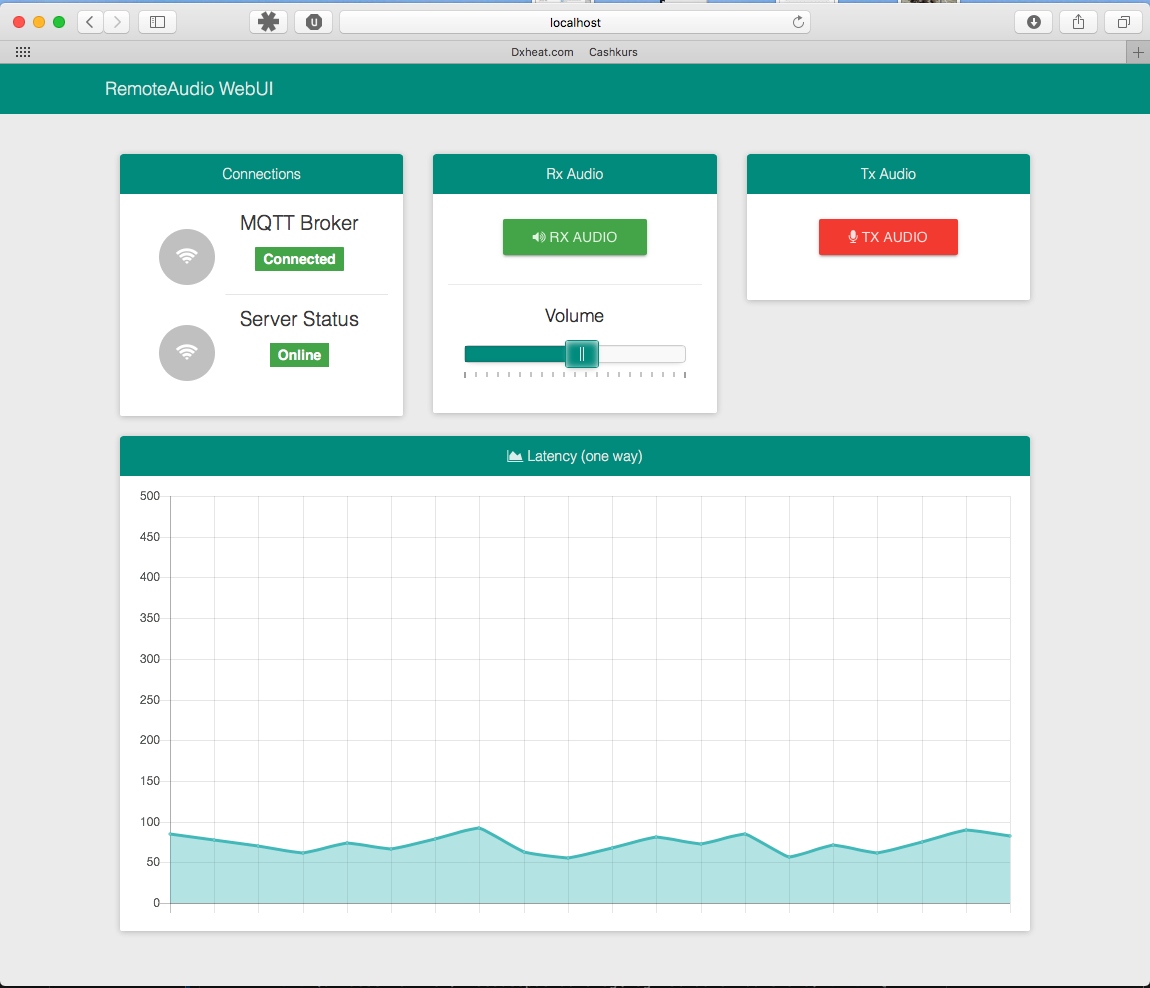 localhost
Dxheat.com Cashkurs
RemoteAudio WebUI
Connections
MQTT Broker
Connected
Server Status
Online
Rx Audio
RX AUDIO
Volume
Tx Audio
TX AUDIO
Latency (one way)
500
450
400
350
300
250
200
150
100
50
0